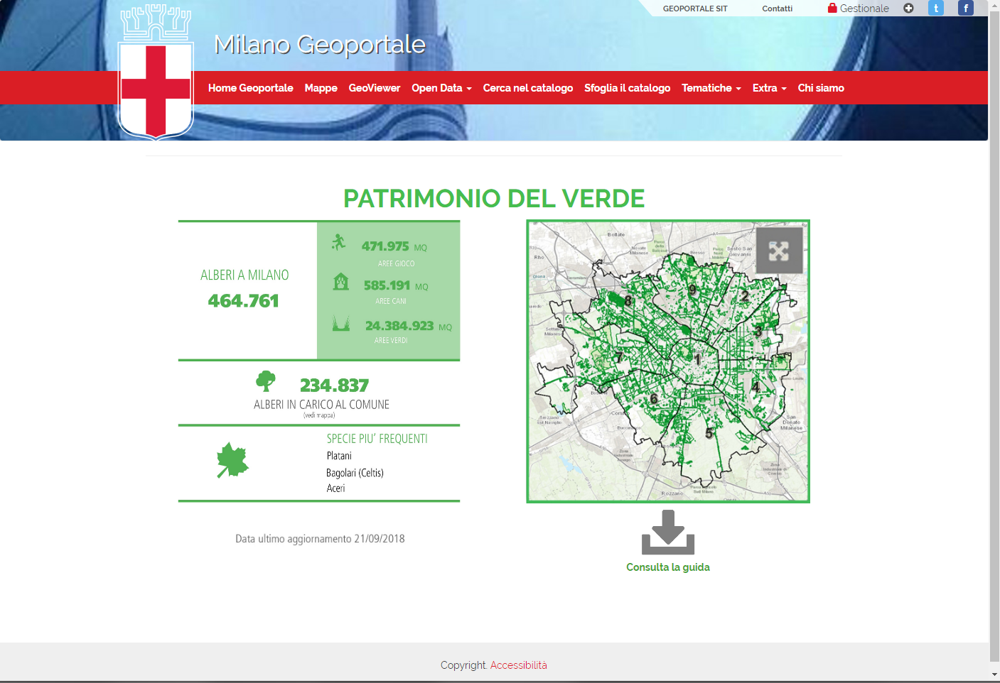 GEOPORTALE SIT
Contatti
Gestionale
Milano Geoportale
Home Geoportale
Mappe
GeoViewer
Open Data
Cerca nel catalogo
Sfoglia il catalogo
Tematiche
Extra
Chi siamo
PATRIMONIO DEL VERDE
ALBERI A MILANO
464.761
471.975 MQ
AREE GIOCO
585.191 MQ
AREE CANI
24.384.923 MQ
AREE VERDI
234.837
ALBERI IN CARICO AL COMUNE
(vedi mappa)
SPECIE PIU' FREQUENTI
Platani
Bagolari (Celtis)
Aceri
Data ultimo aggiornamento 21/09/2018
Bollate
Novate
Milanese
Bresso
Sesto San
Giovanni
Rho
9
8
2
3
7
1
4
6
5
Settimo
Milanese
San
Donato
Milanese
Rozzano
Consulta la guida
Copyright. Accessibilità